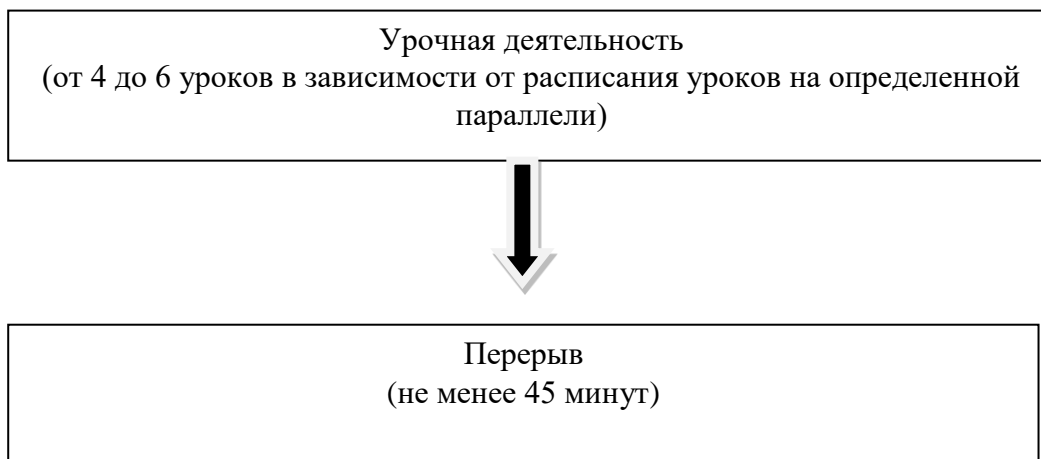 Урочная деятельность
(от 4 до 6 уроков в зависимости от расписания уроков на определенной
параллели)
Перерыв
(не менее 45 минут)